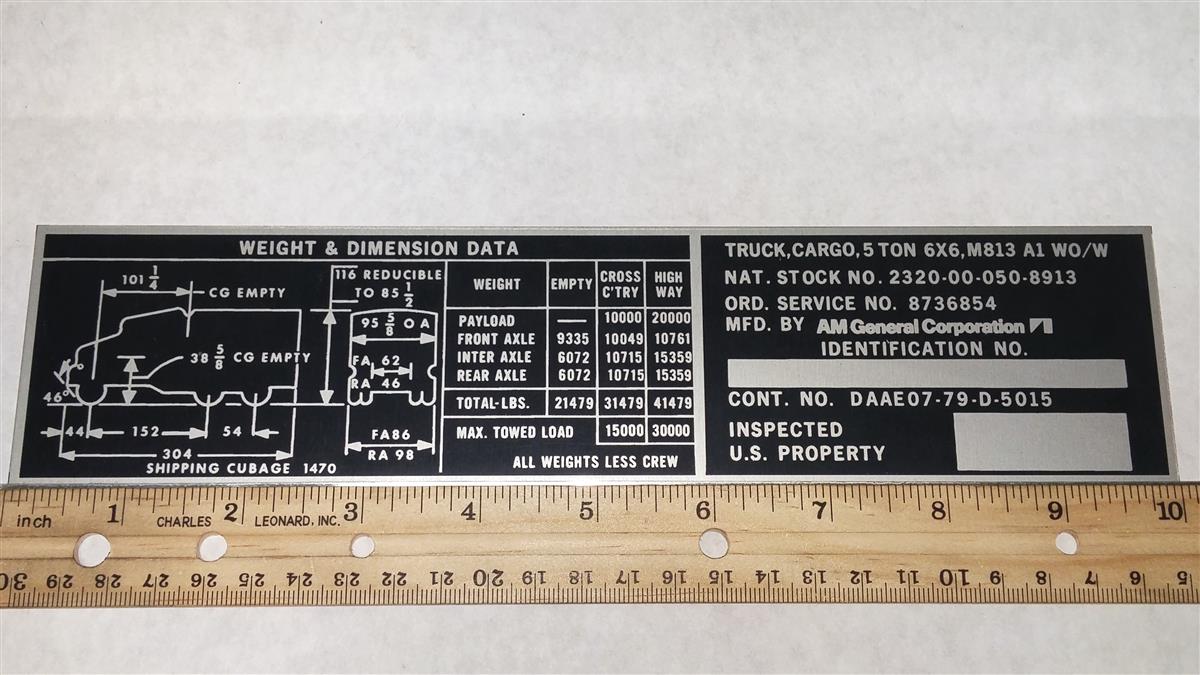 WEIGHT & DIMENSION DATA
101 1/4
CG EMPTY
38 5/8 CG EMPTY
46°
44
152
54
304
SHIPPING CUBAGE 1470
116 REDUCIBLE
TO 85 1/2
95 5/8 O A
FA 62
RA 46
FA86
RA 98
WEIGHT EMPTY CROSS C'TRY HIGH WAY
PAYLOAD — 10000 20000
FRONT AXLE 9335 10049 10761
INTER AXLE 6072 10715 15359
REAR AXLE 6072 10715 15359
TOTAL-LBS. 21479 31479 41479
MAX. TOWED LOAD 15000 30000
ALL WEIGHTS LESS CREW
TRUCK,CARGO,5 TON 6X6,M813 A1 WO/W
NAT. STOCK NO. 2320-00-050-8913
ORD. SERVICE NO. 8736854
MFD. BY AM General Corporation
IDENTIFICATION NO.
CONT. NO. DAAE07-79-D-5015
INSPECTED
U.S. PROPERTY
inch 1 2 3 4 5 6 7 8 9 10
CHARLES LEONARD, INC.
30 29 28 27 26 25 24 23 22 21 20 19 18 17 16 15 14 13 12 11 10 9 8 7 6 5